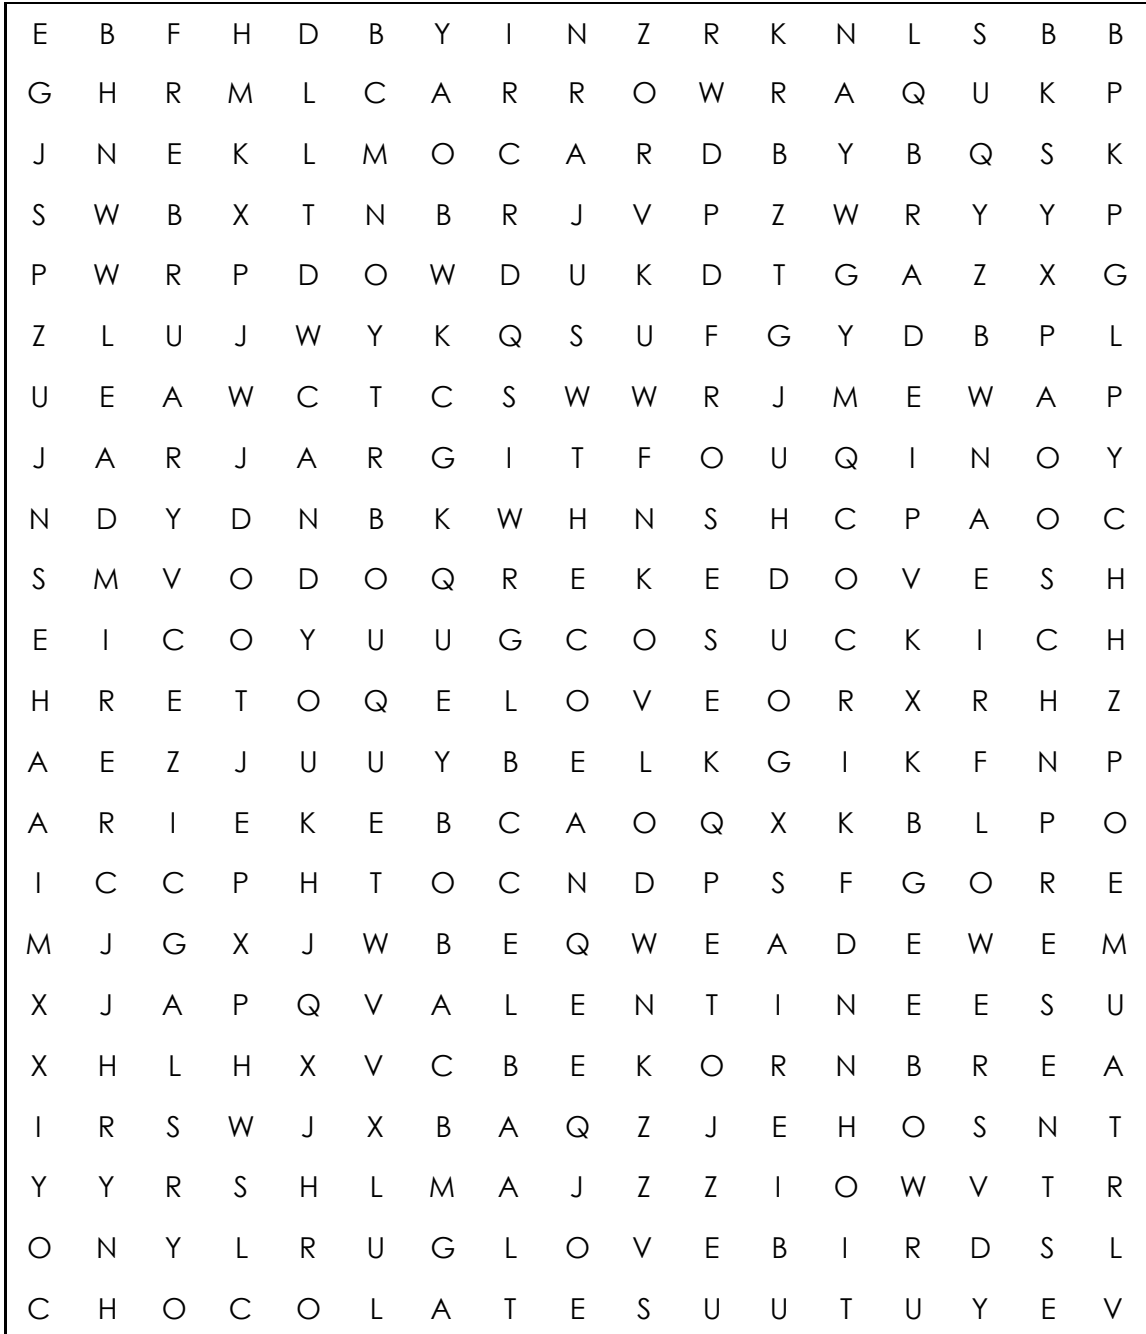 E B F H D B Y I N Z R K N L S B B
G H R M L C A R R O W R A Q U K P
J N E K L M O C A R D B Y B Q S K
S W B X T N B R J V P Z W R Y Y P
P W R P D O W D U K D T G A Z X G
Z L U J W Y K Q S U F G Y D B P L
U E A W C T C S W W R J M E W A P
J A R J A R G I T F O U Q I N O Y
N D Y D N B K W H N S H C P A O C
S M V O D O Q R E K E D O V E S H
E I C O Y U U G C O S U C K I C H
H R E T O Q E L O V E O R X R H Z
A E Z J U U Y B E L K G I K F N P
A R I E K E B C A O Q X K B L P O
I C C P H T O C N D P S F G O R E
M J G X J W B E Q W E A D E W E M
X J A P Q V A L E N T I N E E S U
X H L H X V C B E K O R N B R E A
I R S W J X B A Q Z J E H O S N T
Y Y R S H L M A J Z Z I O W V T R
O N Y L R U G L O V E B I R D S L
C H O C O L A T E S U U T U Y E V